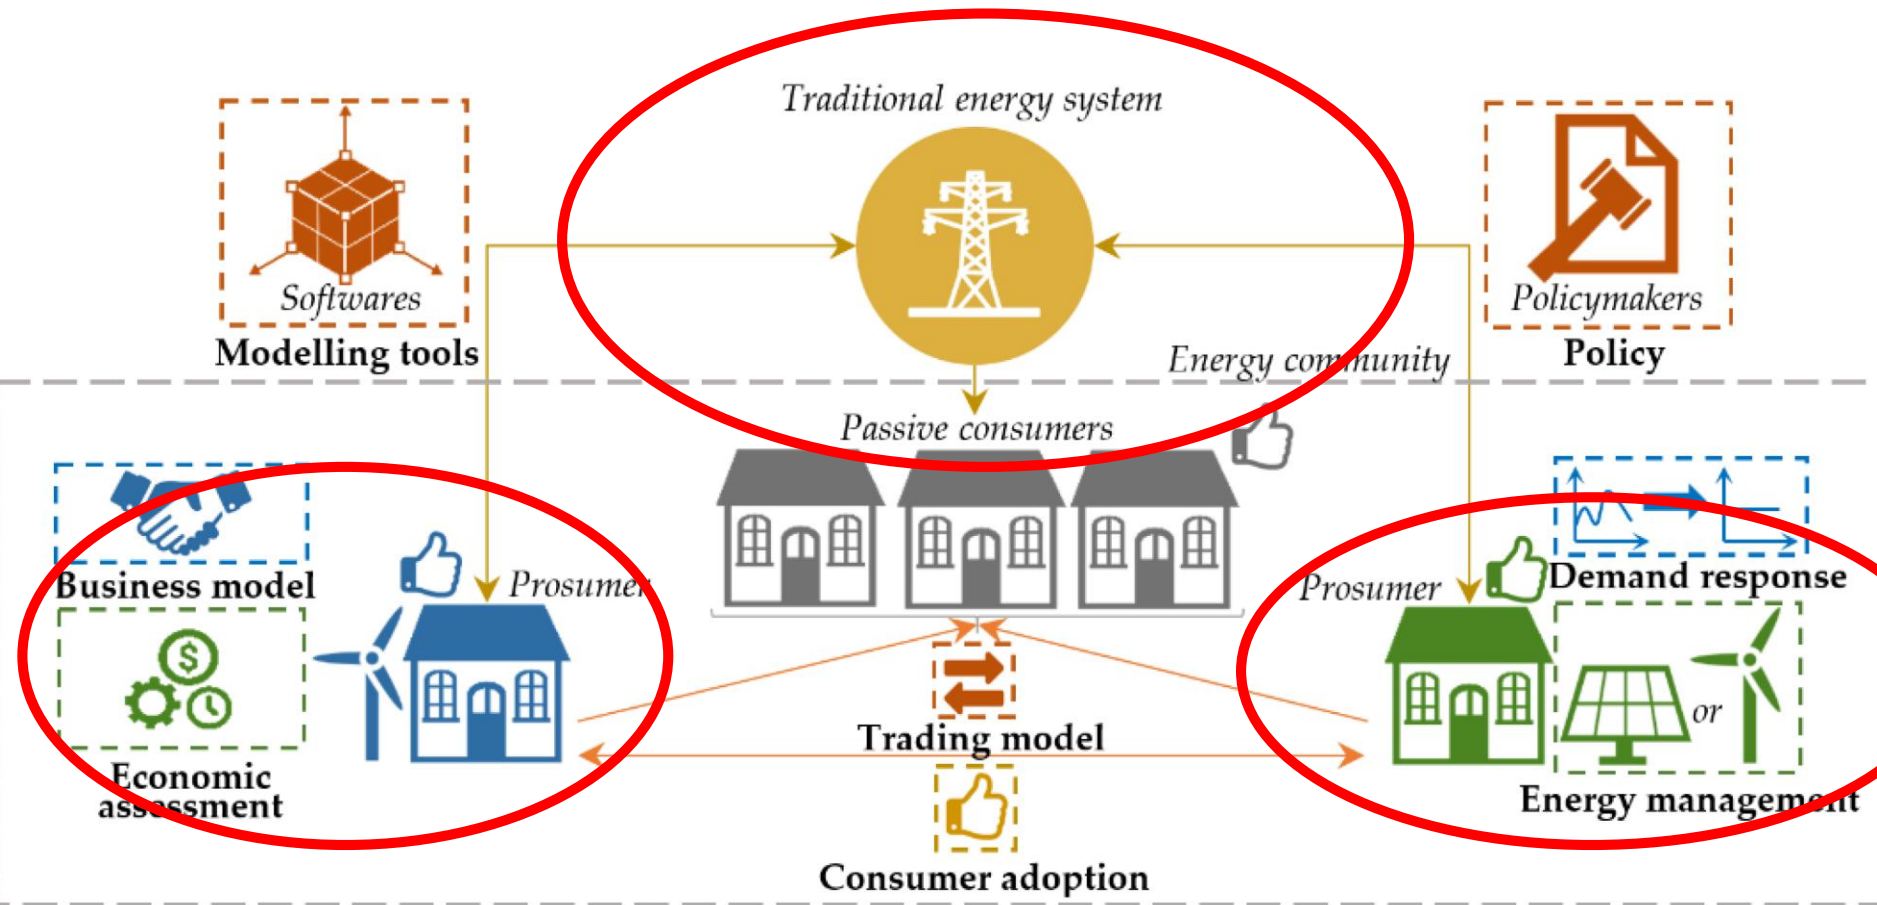 Traditional energy system
Softwares
Modelling tools
Policymakers
Policy
Energy community
Passive consumers
Business model
Prosumer
Economic
assessment
Prosumer
Demand response
or
Energy management
Trading model
Consumer adoption